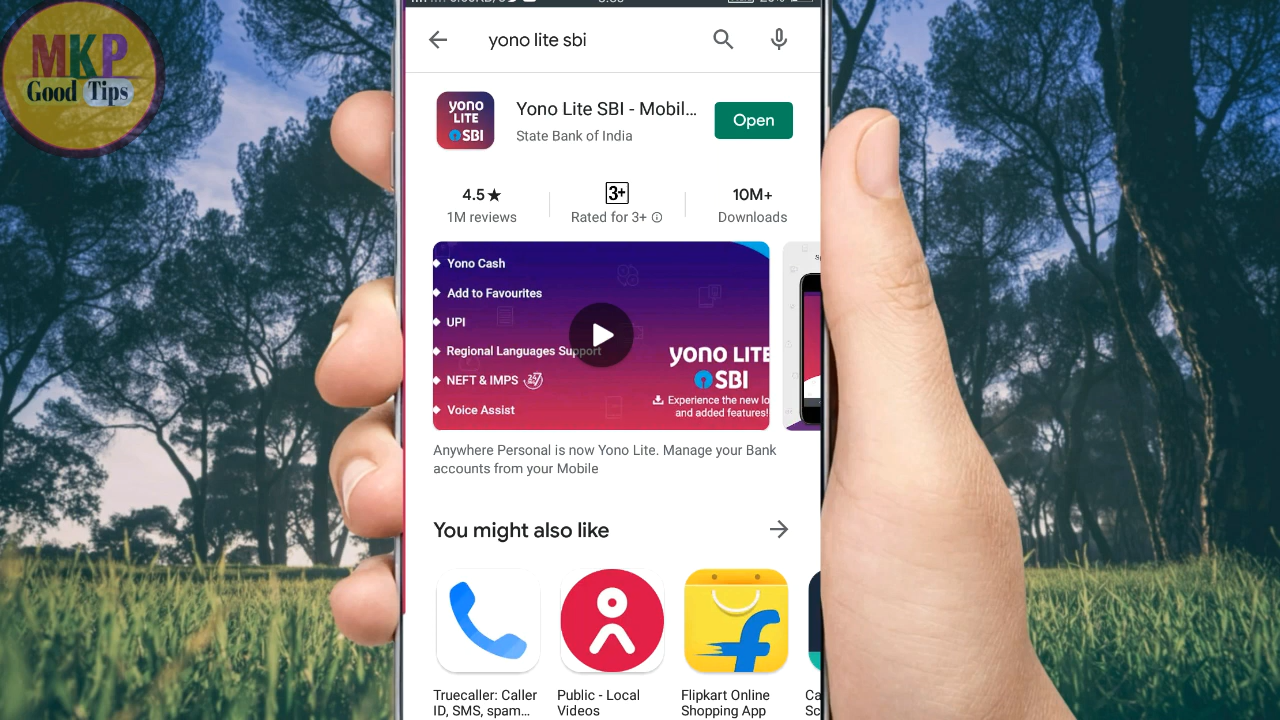 MKP
Good Tips
yono lite sbi
yono
LITE
SBI
Yono Lite SBI - Mobil...
State Bank of India
Open
4.5★
1M reviews
3+
Rated for 3+
10M+
Downloads
Yono Cash
Add to Favourites
UPI
Regional Languages Support
NEFT & IMPS
Voice Assist
yono LITE
SBI
Experience the new lo
and added features!
Anywhere Personal is now Yono Lite. Manage your Bank
accounts from your Mobile
You might also like
Truecaller: Caller
ID, SMS, spam...
Public - Local
Videos
Flipkart Online
Shopping App